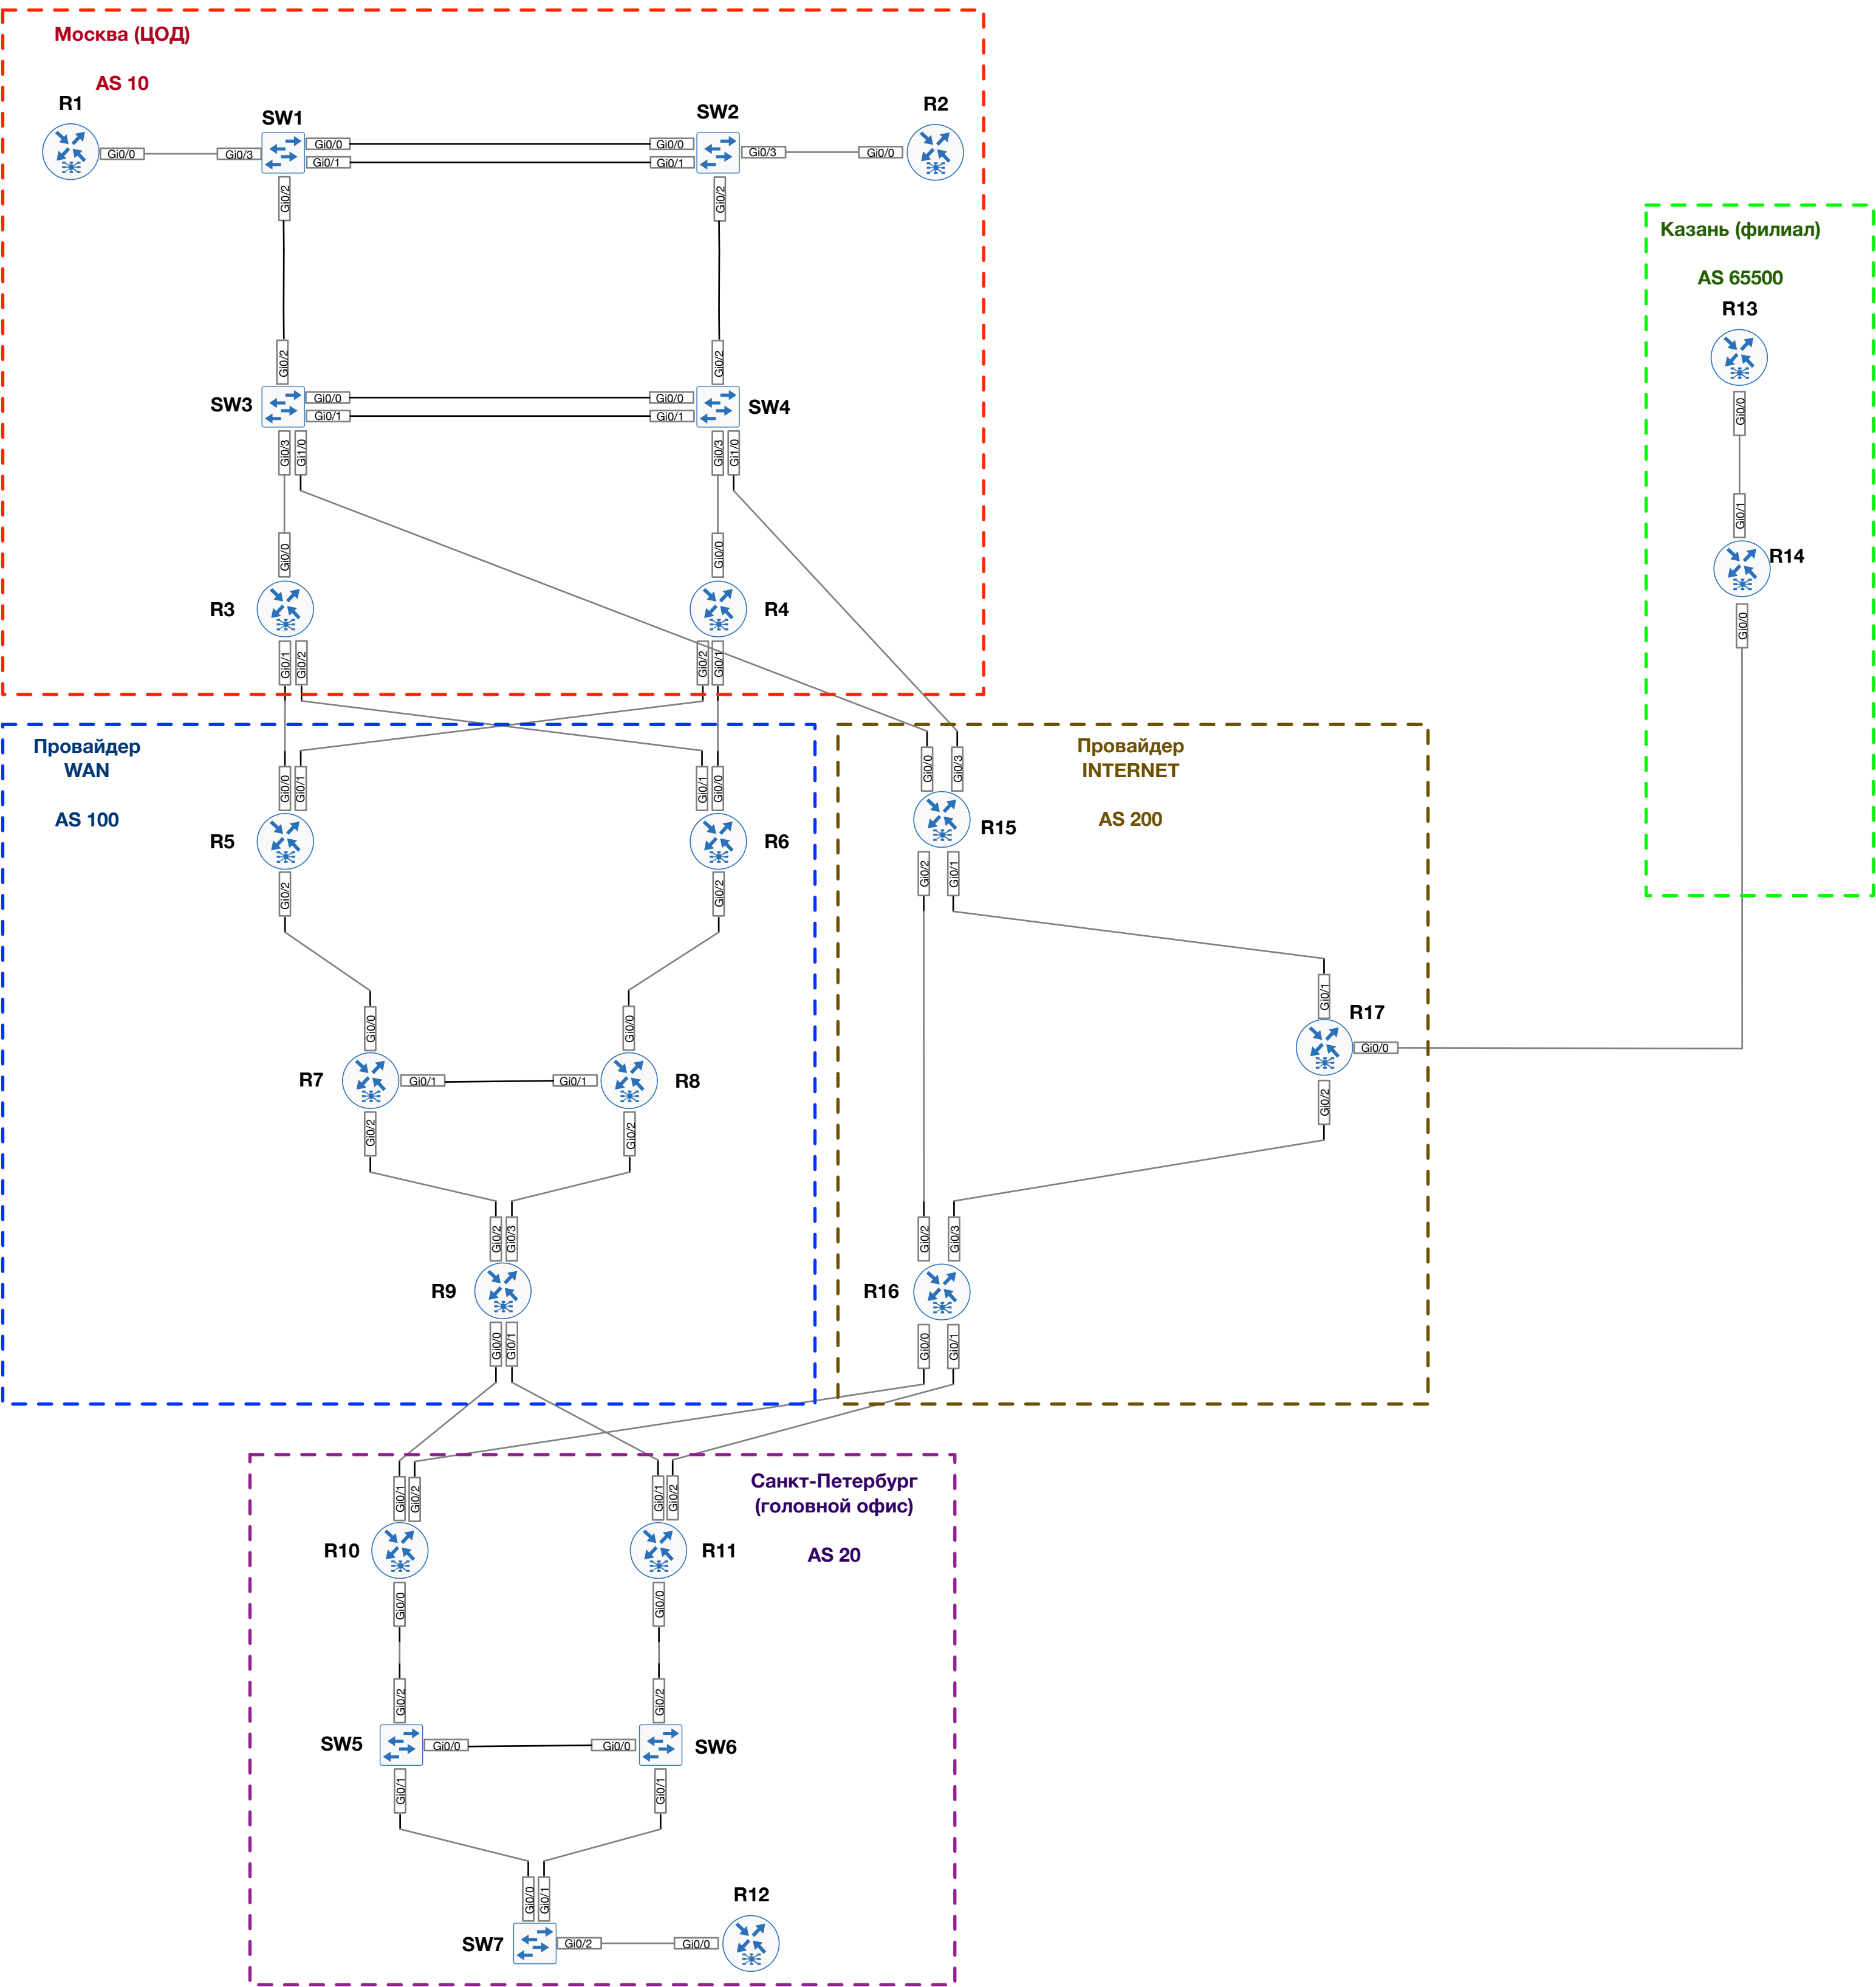 Москва (ЦОД)
AS 10
R1
SW1
SW2
R2
Gi0/0
Gi0/3
Gi0/0
Gi0/1
Gi0/0
Gi0/1
Gi0/3
Gi0/0
Gi0/2
Gi0/2
Казань (филиал)
AS 65500
R13
Gi0/0
Gi0/1
R14
Gi0/0
Gi0/2
Gi0/2
SW3
Gi0/0
Gi0/1
Gi0/0
Gi0/1
SW4
Gi0/3
Gi1/0
Gi0/3
Gi1/0
Gi0/0
Gi0/0
R3
R4
Gi0/1
Gi0/2
Gi0/2
Gi0/1
Провайдер
WAN
AS 100
Gi0/0
Gi0/1
Gi0/1
Gi0/0
R5
R6
Gi0/2
Gi0/2
Gi0/0
Gi0/0
R7
Gi0/1
Gi0/1
R8
Gi0/2
Gi0/2
Gi0/2
Gi0/3
R9
Gi0/0
Gi0/1
Провайдер
INTERNET
AS 200
Gi0/0
Gi0/3
R15
Gi0/2
Gi0/1
Gi0/1
R17
Gi0/0
Gi0/2
Gi0/2
Gi0/3
R16
Gi0/0
Gi0/1
Санкт-Петербург
(головной офис)
AS 20
Gi0/1
Gi0/2
Gi0/1
Gi0/2
R10
R11
Gi0/0
Gi0/0
Gi0/2
Gi0/2
SW5
Gi0/0
Gi0/0
SW6
Gi0/1
Gi0/1
Gi0/0
Gi0/1
R12
SW7
Gi0/2
Gi0/0